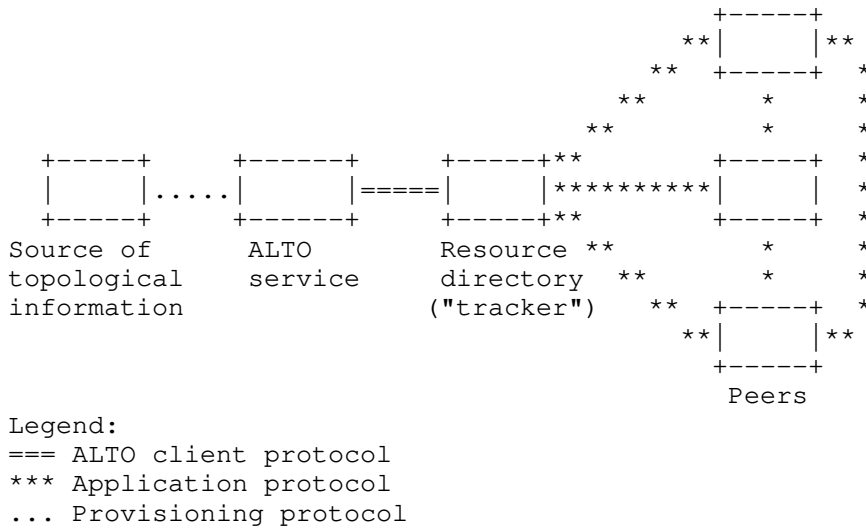 Source of ALTO Resource
topological service directory
information ("tracker")
Peers
Legend:
=== ALTO client protocol
*** Application protocol
... Provisioning protocol